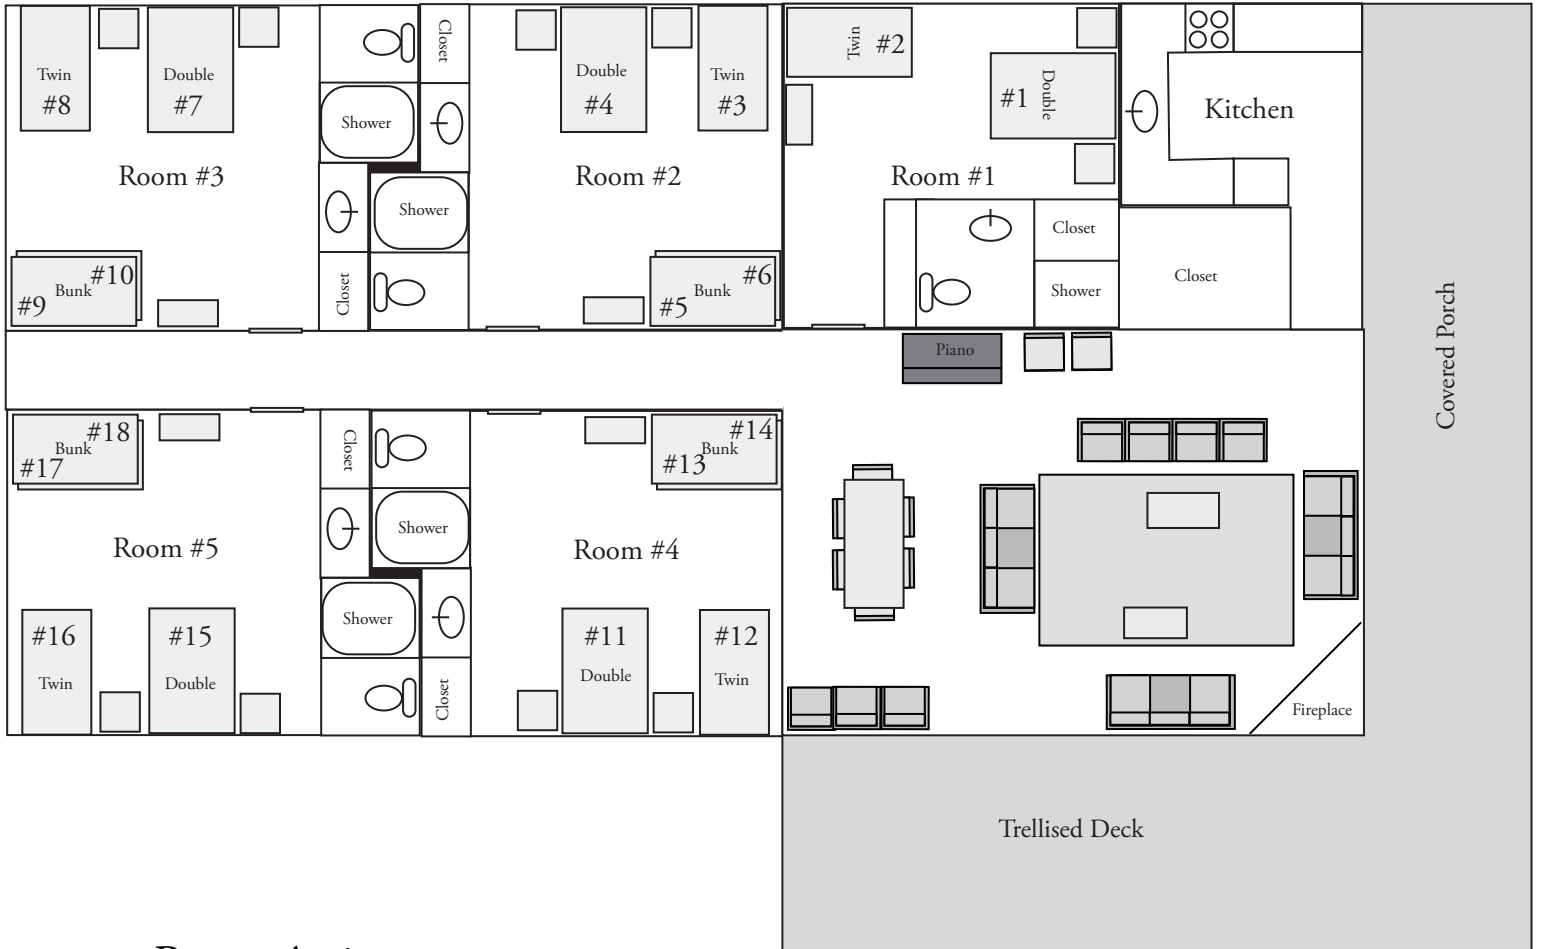 Twin
#8
Double
#7
Room #3
#10
Bunk
#9
Closet
Shower
Shower
Closet
Double
#4
Twin
#3
Room #2
#6
Bunk
#5
Twin
#2
#1
Double
Room #1
Closet
Shower
Kitchen
Closet
Piano
Covered Porch
#18
Bunk
#17
Room #5
#16
Twin
#15
Double
Closet
Shower
Shower
Closet
#14
Bunk
#13
Room #4
#11
Double
#12
Twin
Fireplace
Trellised Deck